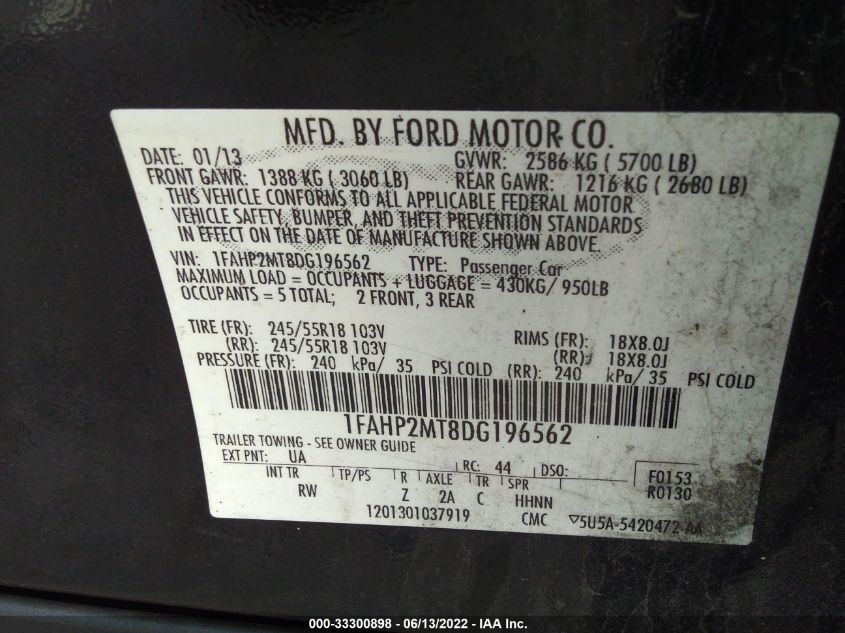 MFD. BY FORD MOTOR CO.
DATE: 01/13 GVWR: 2586 KG ( 5700 LB)
FRONT GAWR: 1388 KG ( 3060 LB) REAR GAWR: 1216 KG ( 2680 LB)
THIS VEHICLE CONFORMS TO ALL APPLICABLE FEDERAL MOTOR
VEHICLE SAFETY, BUMPER, AND THEFT PREVENTION STANDARDS
IN EFFECT ON THE DATE OF MANUFACTURE SHOWN ABOVE.
VIN: 1FAHP2MT8DG196562 TYPE: Passenger Car
MAXIMUM LOAD = OCCUPANTS + LUGGAGE = 430KG/ 950LB
OCCUPANTS = 5 TOTAL; 2 FRONT, 3 REAR
TIRE (FR): 245/55R18 103V RIMS (FR): 18X8.0J
(RR): 245/55R18 103V (RR): 18X8.0J
PRESSURE (FR): 240 kPa/ 35 PSI COLD (RR): 240 kPa/ 35 PSI COLD
1FAHP2MT8DG196562
TRAILER TOWING - SEE OWNER GUIDE
EXT PNT: UA RC: 44 DSO: F0153
INT TR TP/PS R AXLE TR SPR R0130
RW Z 2A C HHNN
1201301037919 CMC ▽5U5A-5420472-AA
000-33300898 - 06/13/2022 - IAA Inc.